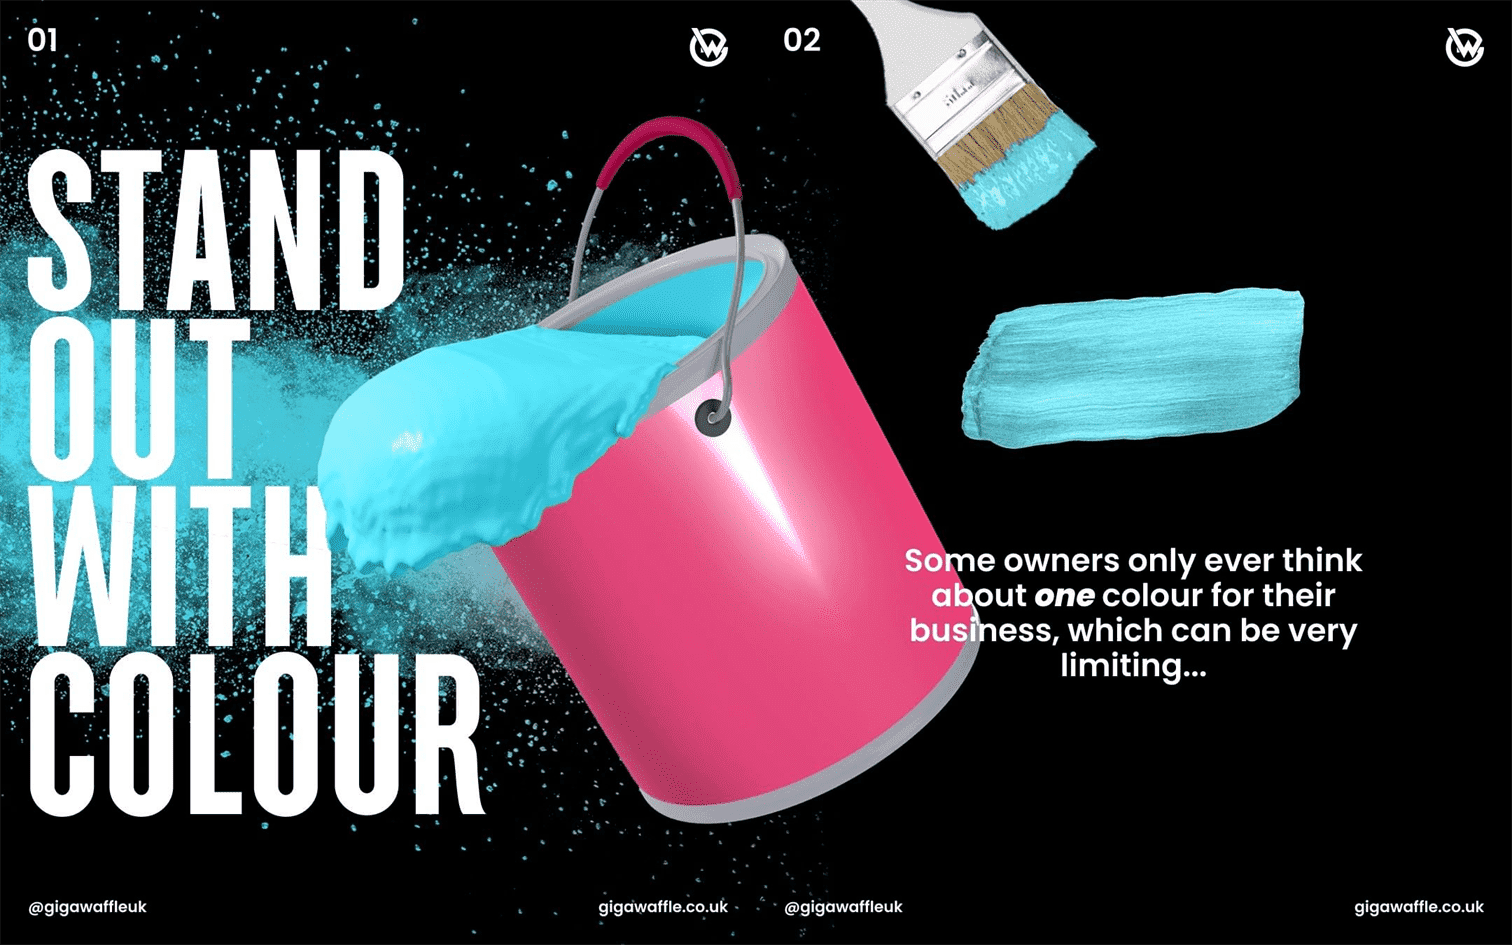 01
STAND
OUT
WITH
COLOUR
@gigawaffleuk
gigawaffle.co.uk
02
Some owners only ever think
about one colour for their
business, which can be very
limiting...
@gigawaffleuk
gigawaffle.co.uk